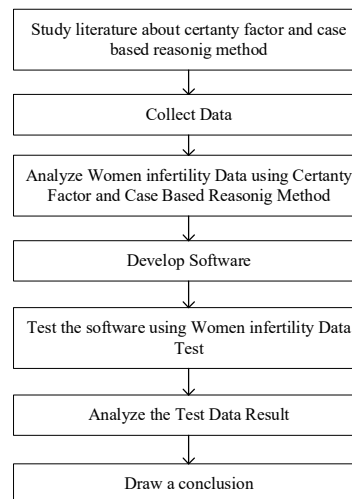 Study literature about certanty factor and case
based reasonig method
Collect Data
Analyze Women infertility Data using Certanty
Factor and Case Based Reasonig Method
Develop Software
Test the software using Women infertility Data
Test
Analyze the Test Data Result
Draw a conclusion